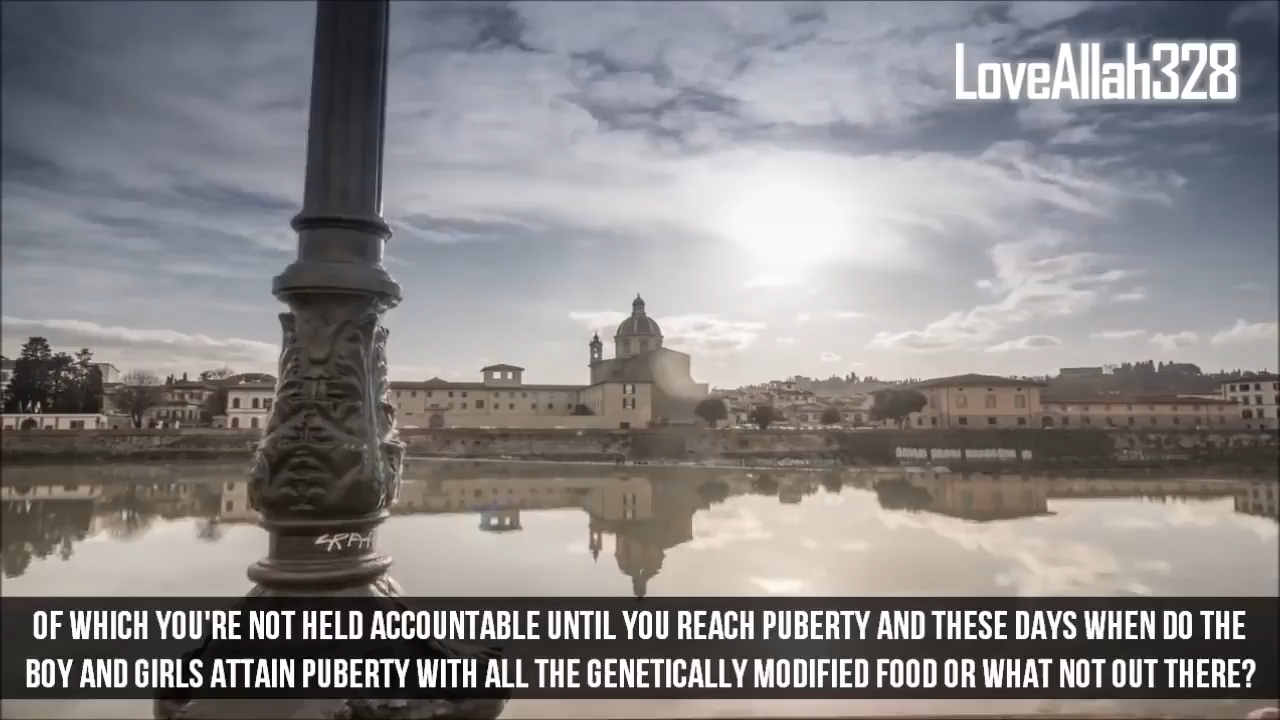 LoveAllah328
OF WHICH YOU'RE NOT HELD ACCOUNTABLE UNTIL YOU REACH PUBERTY AND THESE DAYS WHEN DO THE
BOY AND GIRLS ATTAIN PUBERTY WITH ALL THE GENETICALLY MODIFIED FOOD OR WHAT NOT OUT THERE?